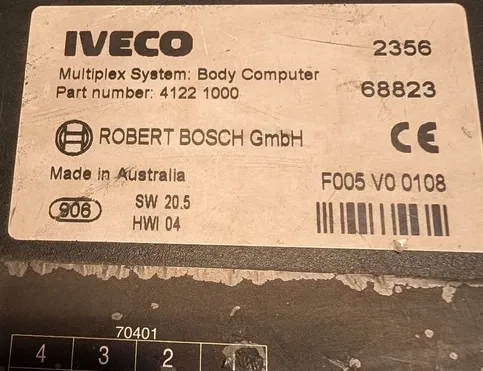 IVECO 2356
Multiplex System: Body Computer
Part number: 4122 1000 68823
BOSCH ROBERT BOSCH GmbH CE
Made in Australia F005 V0 0108
906 SW 20.5
HWI 04
70401
4 3 2